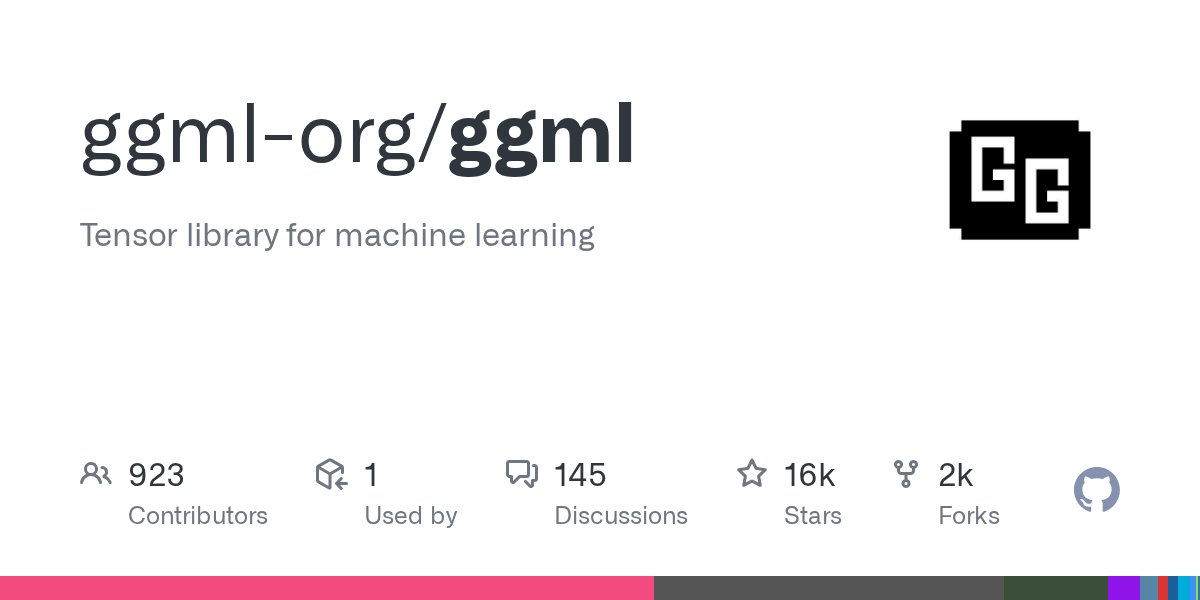 ggml-org/ggml
GG
Tensor library for machine learning
923 1 145 16k 2k
Contributors Used by Discussions Stars Forks